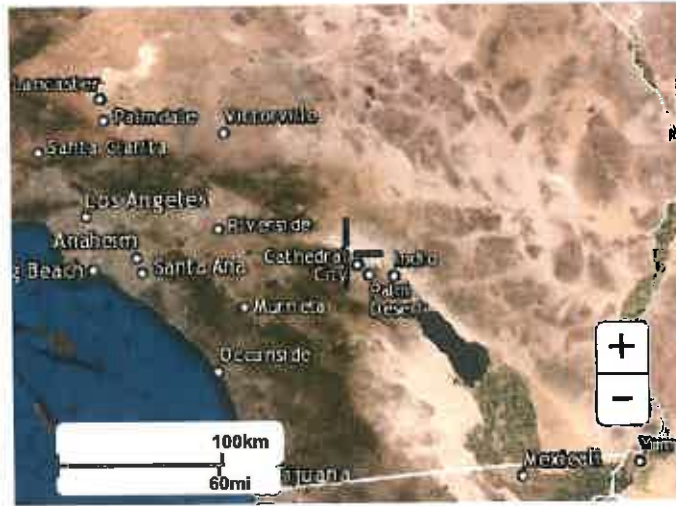 Lancaster
Palmdale
Victorville
Santa Clarita
Los Angeles
Riverside
Anaheim
Cathedral
City
Indio
g Beach
Santa Ana
Palm
Desert
Murrieta
Oceanside
+
-
100km
60mi
ijuana
Mexicali